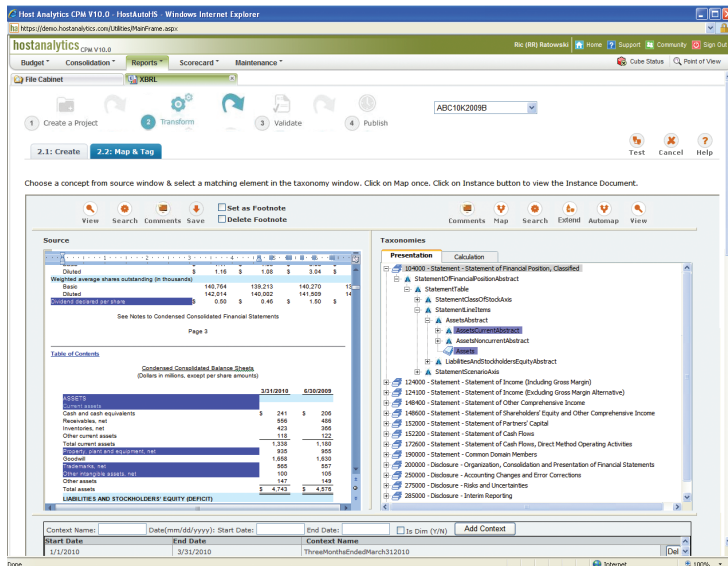 Host Analytics CPM V10.0 - HostAutoHS - Windows Internet Explorer
ha https://demo.hostanalytics.com/Utilities/MainFrame.aspx
hostanalytics CPM V10.0
Ric (RR) Ratowski Home Support Community Sign Out
Budget Consolidation Reports Scorecard Maintenance
Cube Status Point of View
File Cabinet XBRL
1 Create a Project 2 Transform 3 Validate 4 Publish
ABC10K2009B
2.1: Create 2.2: Map & Tag
Test Cancel Help
Choose a concept from source window & select a matching element in the taxonomy window. Click on Map once. Click on Instance button to view the Instance Document.
View Search Comments Save
Set as Footnote
Delete Footnote
Comments Map Search Extend Automap View
Source
Diluted $ 1.16 $ 1.08 $ 3.04 $
Weighted average shares outstanding (in thousands)
Basic 140,764 139,213 140,270
Diluted 142,014 140,082 141,509 14
Dividend declared per share $ 0.50 $ 0.46 $ 1.50 $
See Notes to Condensed Consolidated Financial Statements
Page 3
Table of Contents
Condensed Consolidated Balance Sheets
(Dollars in millions, except per share amounts)
3/31/2010 6/30/2009
ASSETS
Current assets
Cash and cash equivalents $ 241 $ 206
Receivables, net 556 486
Inventories, net 423 366
Other current assets 118 122
Total current assets 1,338 1,180
Property, plant and equipment, net 935 955
Goodwill 1,658 1,630
Trademarks, net 565 557
Other intangible assets, net 100 105
Other assets 147 149
Total assets $ 4,743 $ 4,576
LIABILITIES AND STOCKHOLDERS' EQUITY (DEFICIT)
Taxonomies
Presentation Calculation
104000 - Statement - Statement of Financial Position, Classified
StatementOfFinancialPositionAbstract
StatementTable
StatementClassOfStockAxis
StatementLineItems
AssetsAbstract
AssetsCurrentAbstract
AssetsNoncurrentAbstract
Assets
LiabilitiesAndStockholdersEquityAbstract
StatementScenarioAxis
124000 - Statement - Statement of Income (Including Gross Margin)
124100 - Statement - Statement of Income (Excluding Gross Margin Alternative)
148400 - Statement - Statement of Other Comprehensive Income
148600 - Statement - Statement of Shareholders' Equity and Other Comprehensive Income
152000 - Statement - Statement of Partners' Capital
152200 - Statement - Statement of Cash Flows
172600 - Statement - Statement of Cash Flows, Direct Method Operating Activities
190000 - Statement - Common Domain Members
200000 - Disclosure - Organization, Consolidation and Presentation of Financial Statements
250000 - Disclosure - Accounting Changes and Error Corrections
275000 - Disclosure - Risks and Uncertainties
285000 - Disclosure - Interim Reporting
Context Name: Date(mm/dd/yyyy): Start Date: End Date: Is Dim (Y/N) Add Context
Start Date End Date Context Name
1/1/2010 3/31/2010 ThreeMonthsEndedMarch312010 Del
Done Internet 100%